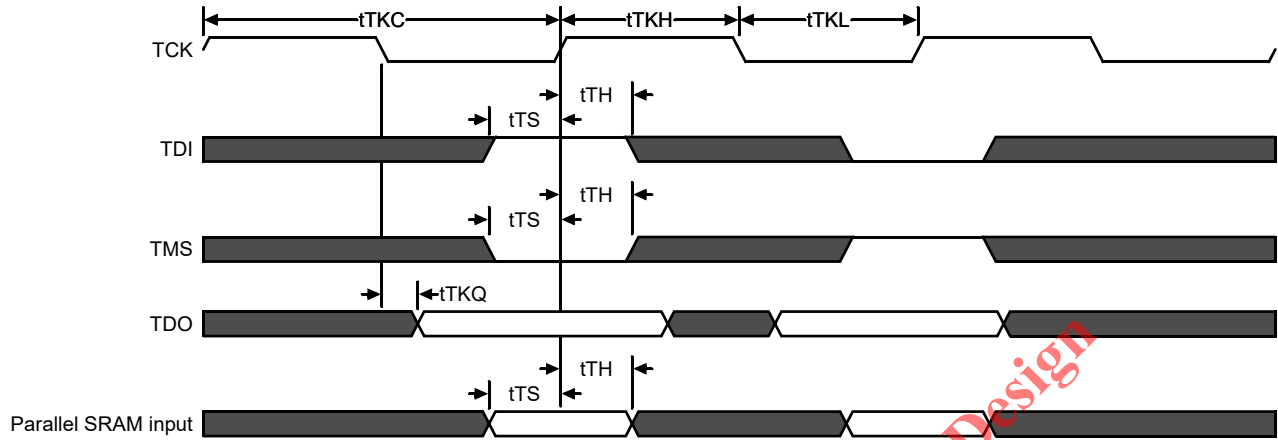 tTKC tTKH tTKL
TCK
tTH
tTS
TDI
tTH
tTS
TMS
tTKQ
TDO
tTH
tTS
Parallel SRAM input
Design